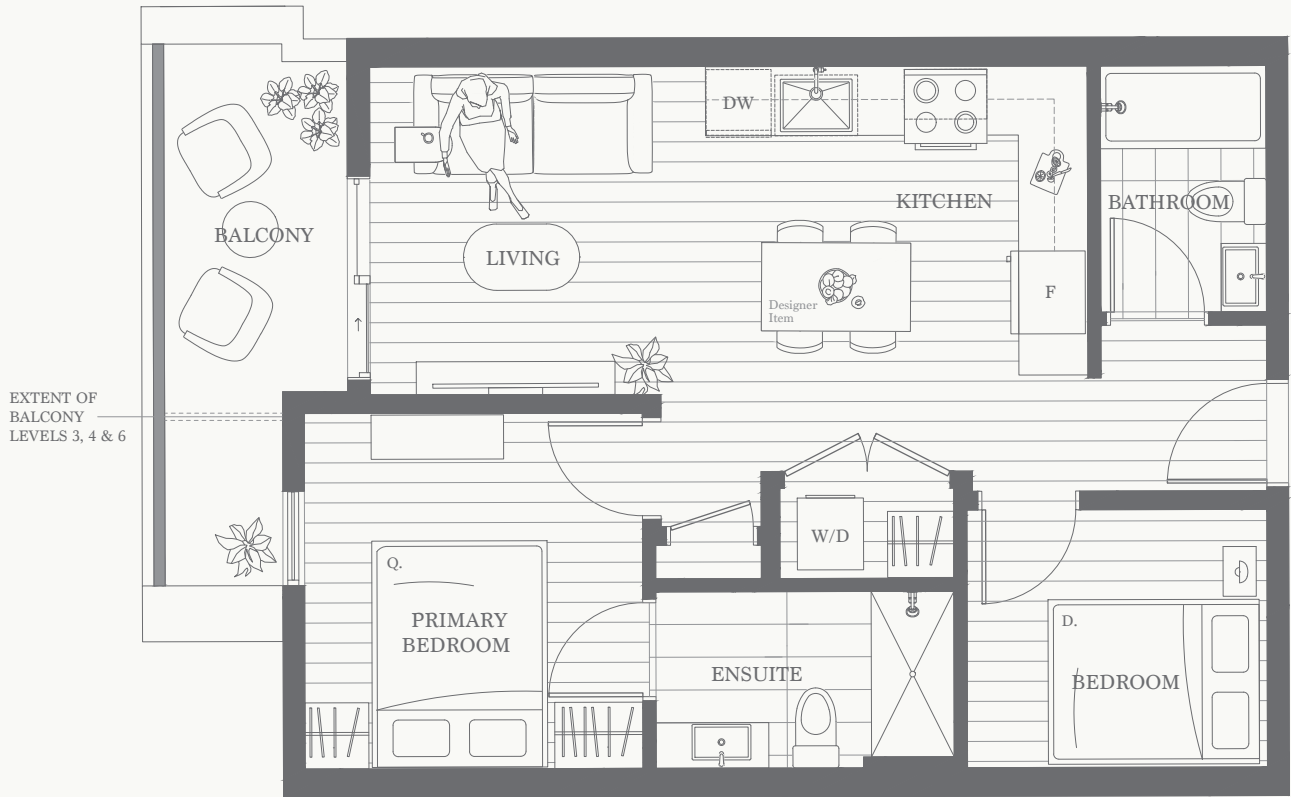 DW
KITCHEN
BATHROOM
BALCONY
LIVING
F
Designer
Item
EXTENT OF
BALCONY
LEVELS 3, 4 & 6
W/D
Q.
PRIMARY
BEDROOM
ENSUITE
D.
BEDROOM